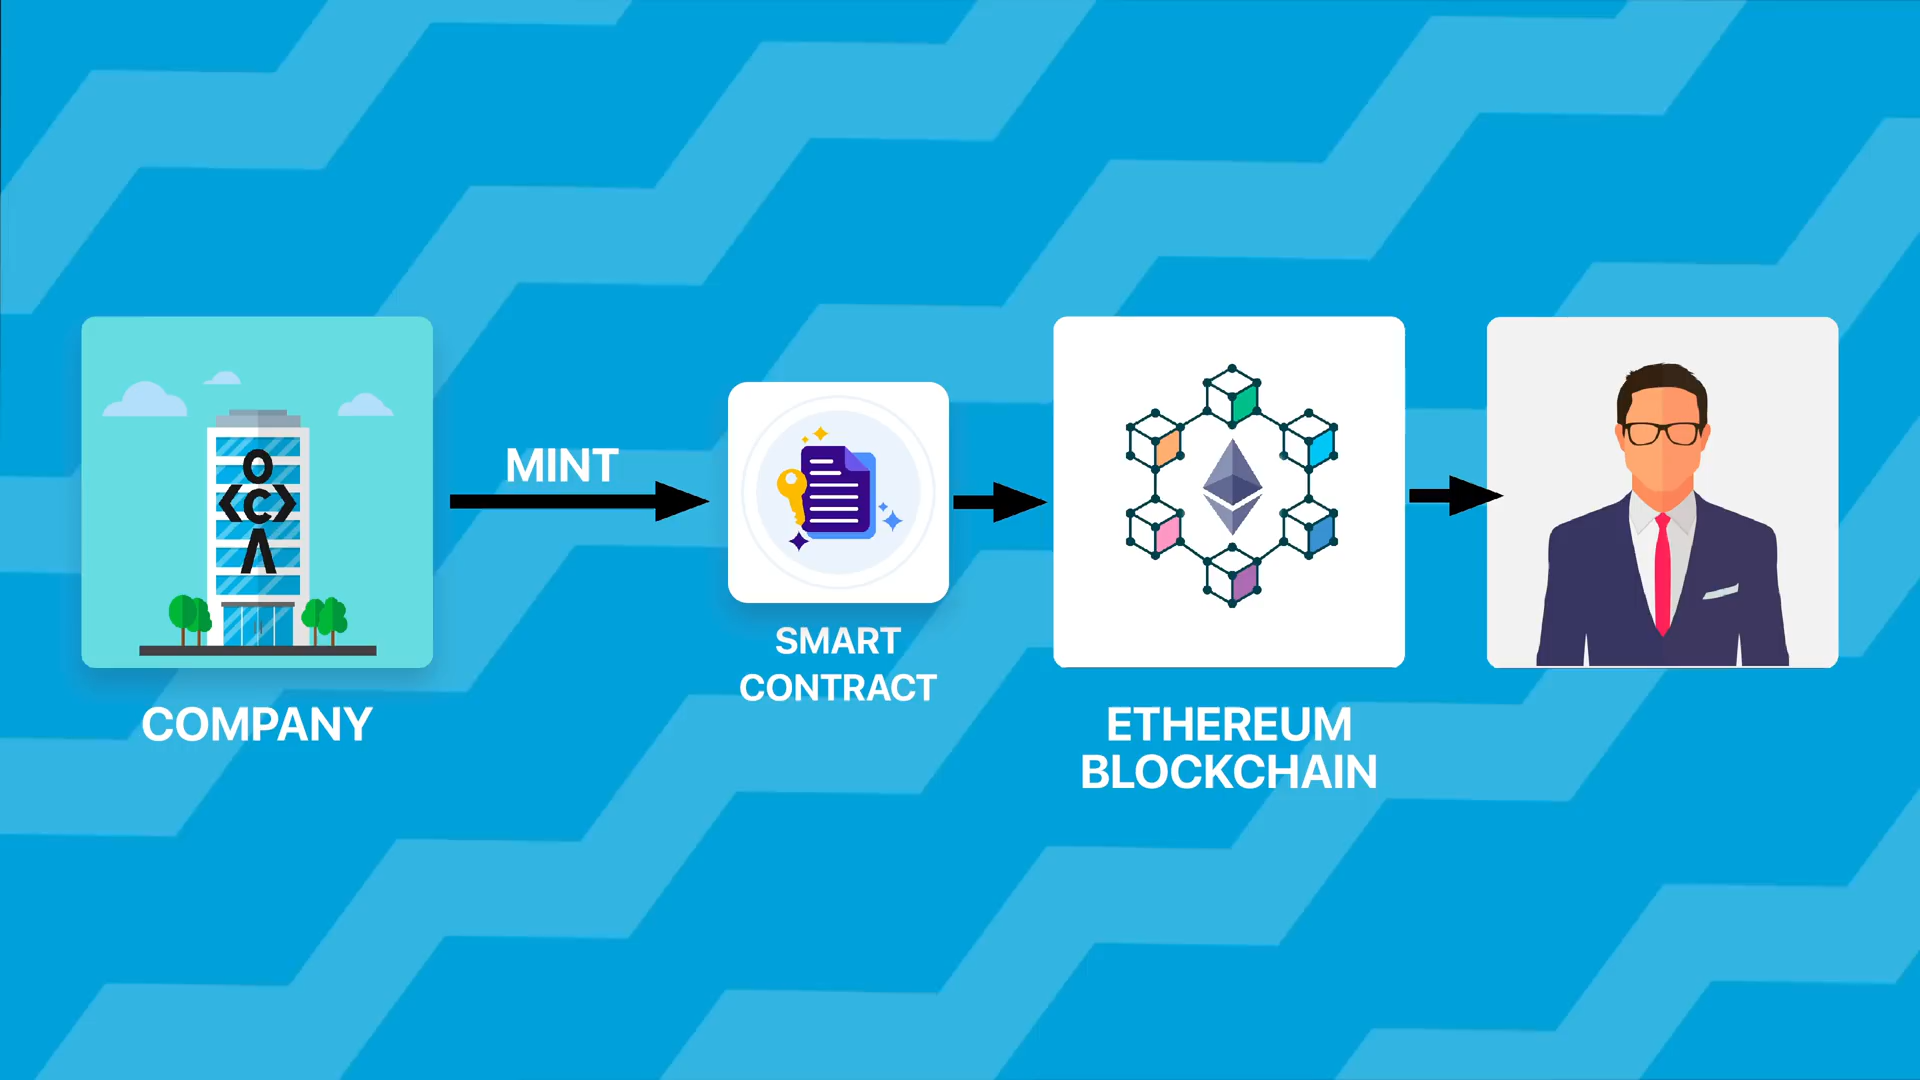 O
<C>
Λ
MINT
SMART
CONTRACT
COMPANY
ETHEREUM
BLOCKCHAIN